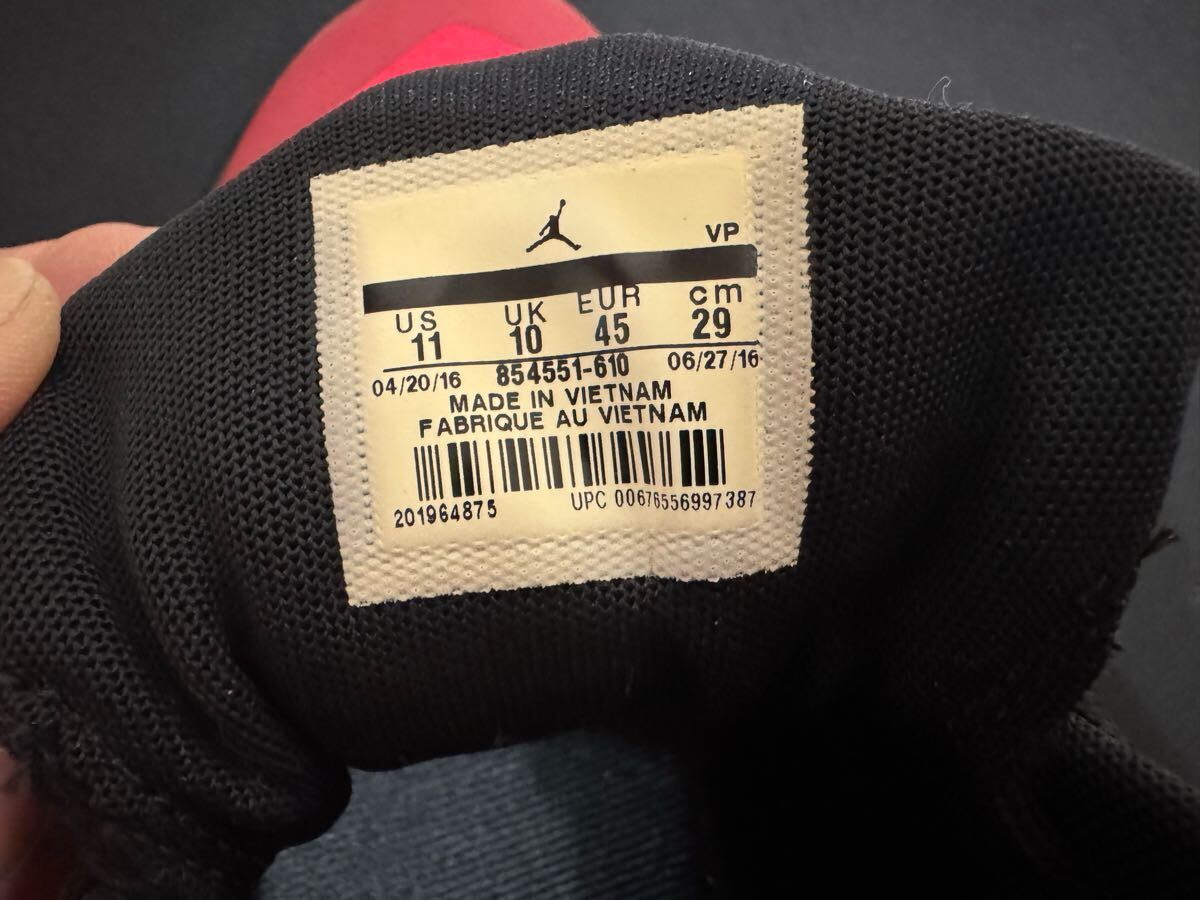 VP
US UK EUR cm
11 10 45 29
04/20/16 854551-610 06/27/16
MADE IN VIETNAM
FABRIQUE AU VIETNAM
201964875 UPC 00676556997387